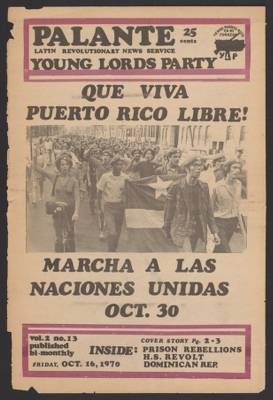 PALANTE
25 cents
LATIN REVOLUTIONARY NEWS SERVICE
YOUNG LORDS PARTY
YLP
QUE VIVA
PUERTO RICO LIBRE!
MARCHA A LAS
NACIONES UNIDAS
OCT. 30
vol. 2 no. 13
published
bi-monthly
FRIDAY, OCT. 16, 1970
COVER STORY Pg. 2-3
INSIDE: PRISON REBELLIONS
H.S. REVOLT
DOMINICAN REP.